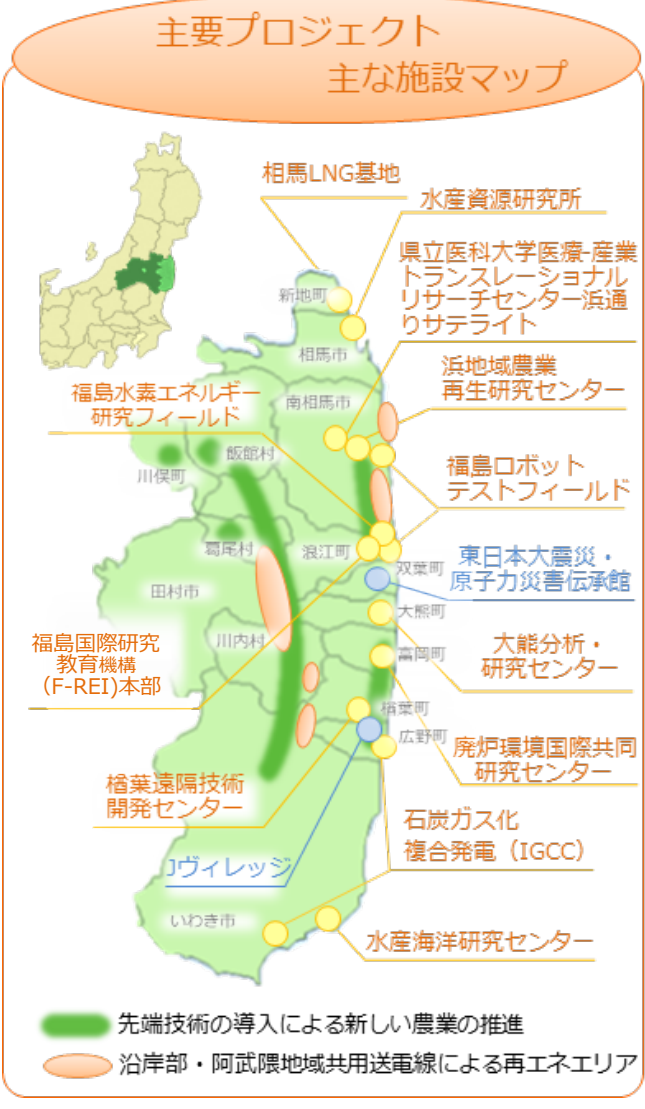 主要プロジェクト
主な施設マップ
相馬LNG基地
水産資源研究所
県立医科大学医療-産業
トランスレーショナル
リサーチセンター浜通
りサテライト
新地町
相馬市
浜地域農業
再生研究センター
福島水素エネルギー
研究フィールド
南相馬市
飯館村
川俣町
福島ロボット
テストフィールド
葛尾村
浪江町
双葉町
東日本大震災・
原子力災害伝承館
田村市
大熊町
川内村
富岡町
福島国際研究
教育機構
(F-REI)本部
大熊分析・
研究センター
楢葉町
広野町
廃炉環境国際共同
研究センター
楢葉遠隔技術
開発センター
石炭ガス化
複合発電（IGCC）
Jヴィレッジ
いわき市
水産海洋研究センター
先端技術の導入による新しい農業の推進
沿岸部・阿武隈地域共用送電線による再エネエリア